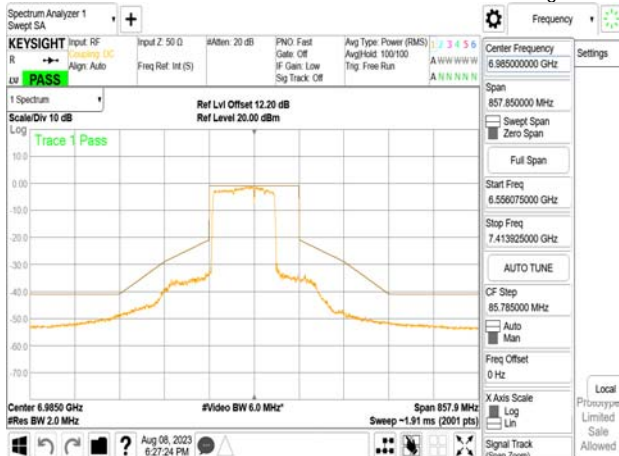 Spectrum Analyzer 1
Swept SA
Frequency
KEYSIGHT
Input: RF
Coupling: DC
Align: Auto
Input Z: 50 Ω
Freq Ref: Int (S)
#Atten: 20 dB
PNO: Fast
Gate: Off
IF Gain: Low
Sig Track: Off
Avg Type: Power (RMS)
Avg|Hold: 100/100
Trig: Free Run
1 2 3 4 5 6
A W W W W W
A N N N N N
R
LVI
PASS
1 Spectrum
Scale/Div 10 dB
Ref Lvl Offset 12.20 dB
Ref Level 20.00 dBm
Log
Trace 1 Pass
10.0
0.00
-10.0
-20.0
-30.0
-40.0
-50.0
-60.0
-70.0
Center 6.9850 GHz
#Res BW 2.0 MHz
#Video BW 6.0 MHz*
Span 857.9 MHz
Sweep ~1.91 ms (2001 pts)
Aug 08, 2023
6:27:24 PM
Center Frequency
6.985000000 GHz
Settings
Span
857.850000 MHz
Swept Span
Zero Span
Full Span
Start Freq
6.556075000 GHz
Stop Freq
7.413925000 GHz
AUTO TUNE
CF Step
85.785000 MHz
Auto
Man
Freq Offset
0 Hz
X Axis Scale
Log
Lin
Local
Prototype
Limited
Sale
Allowed
Signal Track
(Span Zoom)